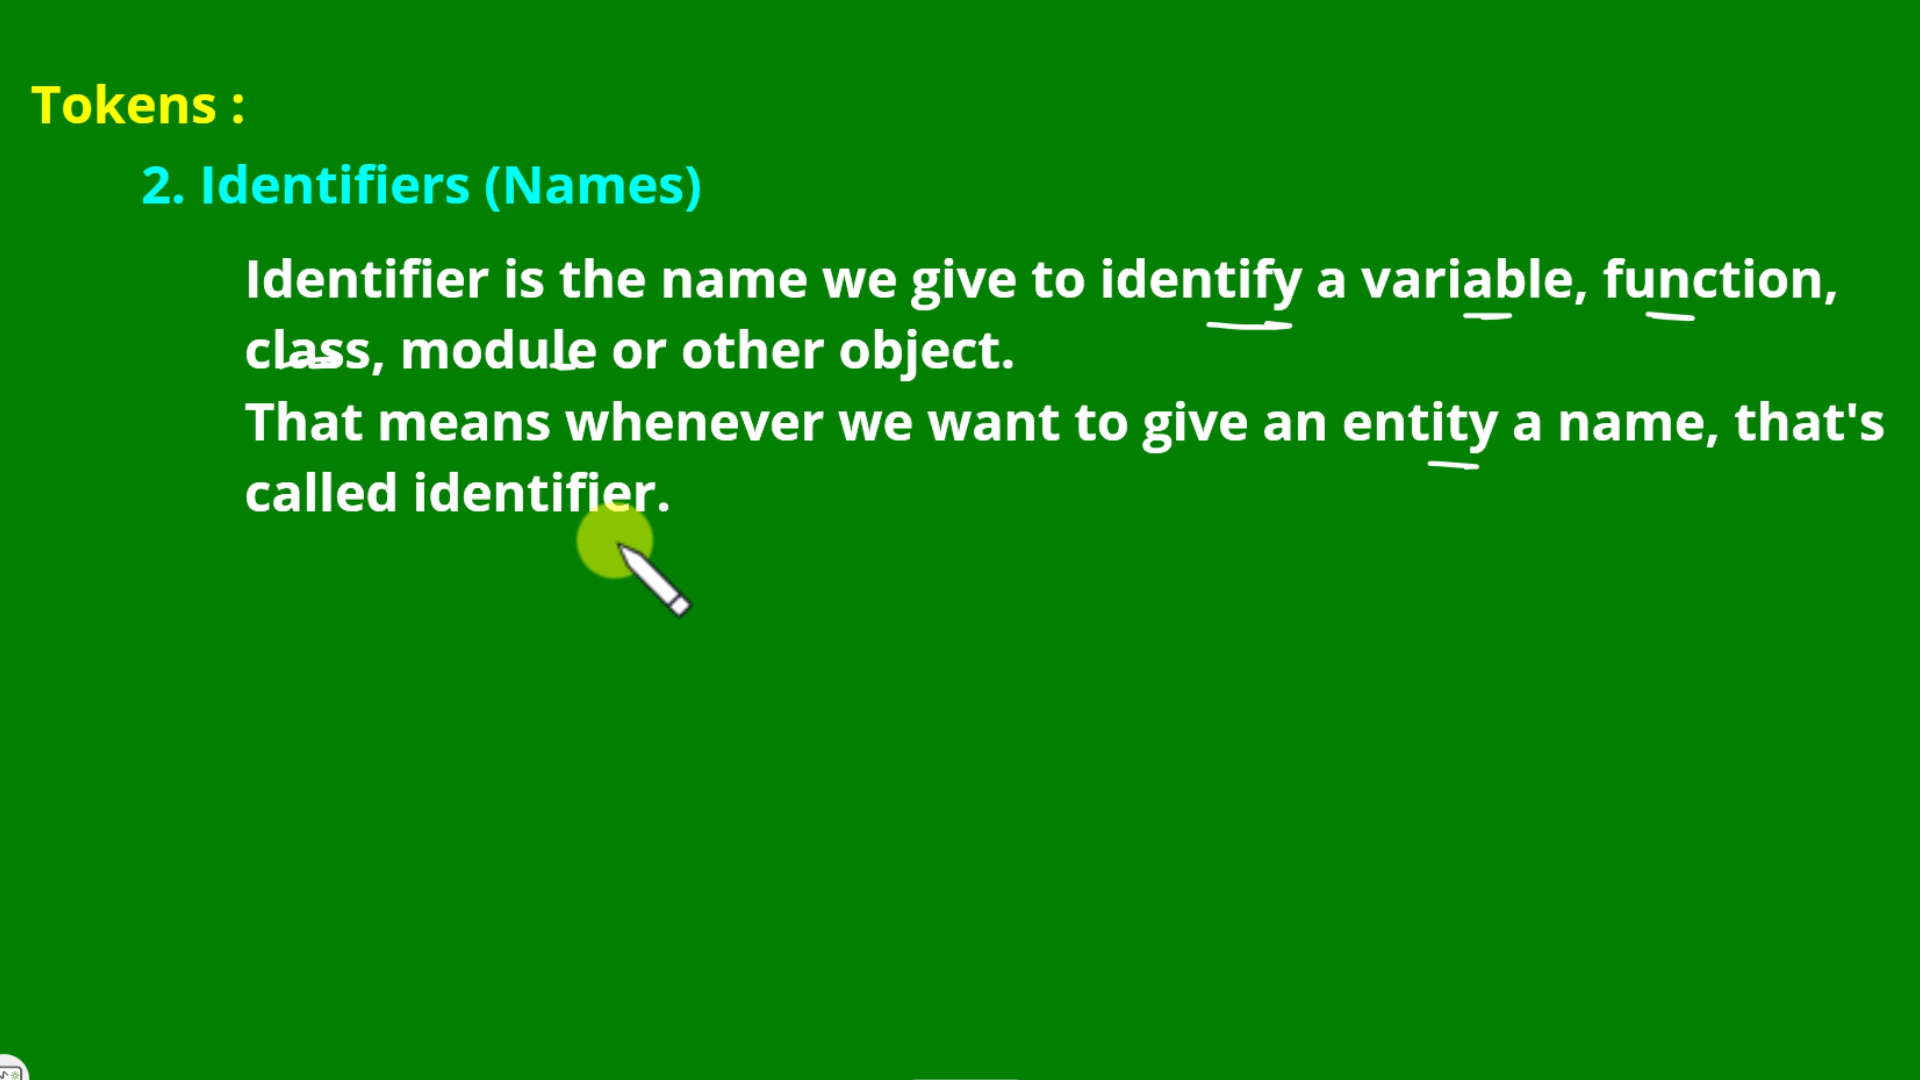 Tokens :
2. Identifiers (Names)
Identifier is the name we give to identify a variable, function,
class, module or other object.
That means whenever we want to give an entity a name, that's
called identifier.